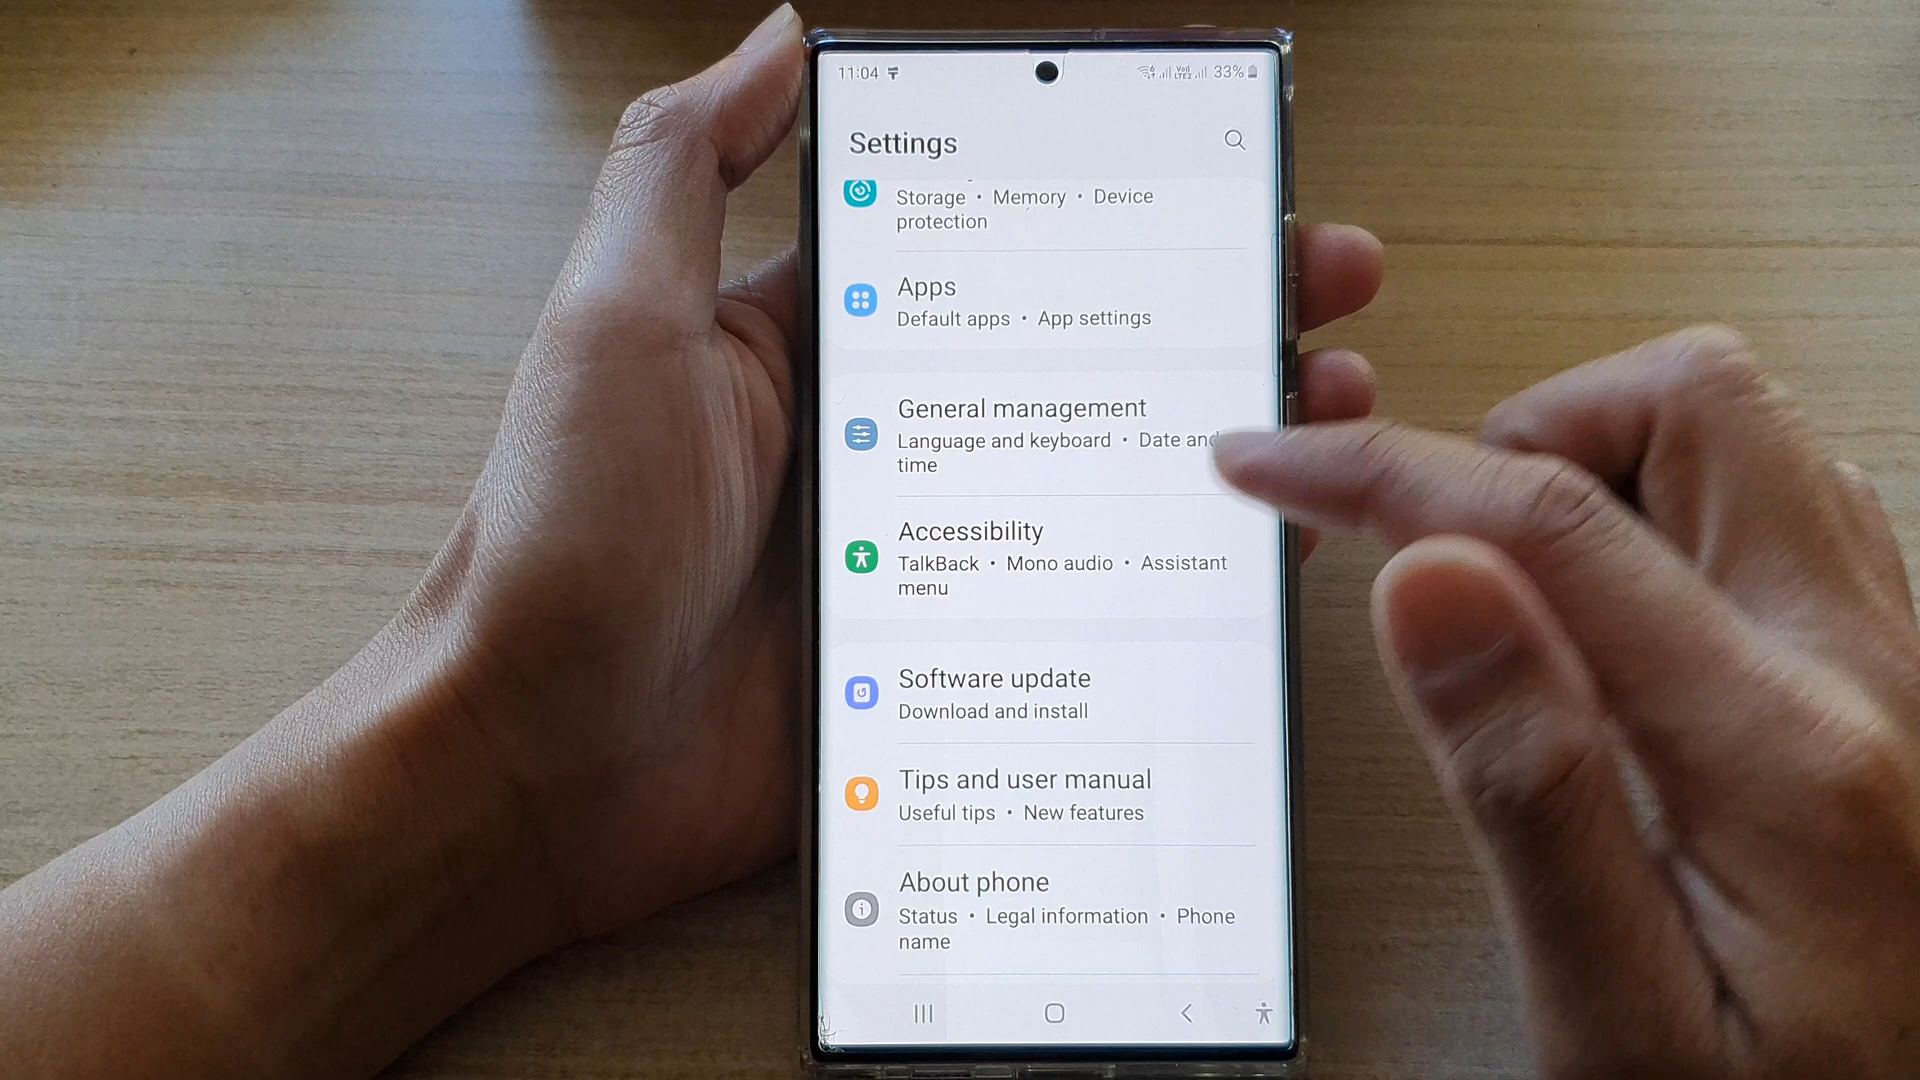 11:04 33%
Settings
Storage • Memory • Device
protection
Apps
Default apps • App settings
General management
Language and keyboard • Date and
time
Accessibility
TalkBack • Mono audio • Assistant
menu
Software update
Download and install
Tips and user manual
Useful tips • New features
About phone
Status • Legal information • Phone
name